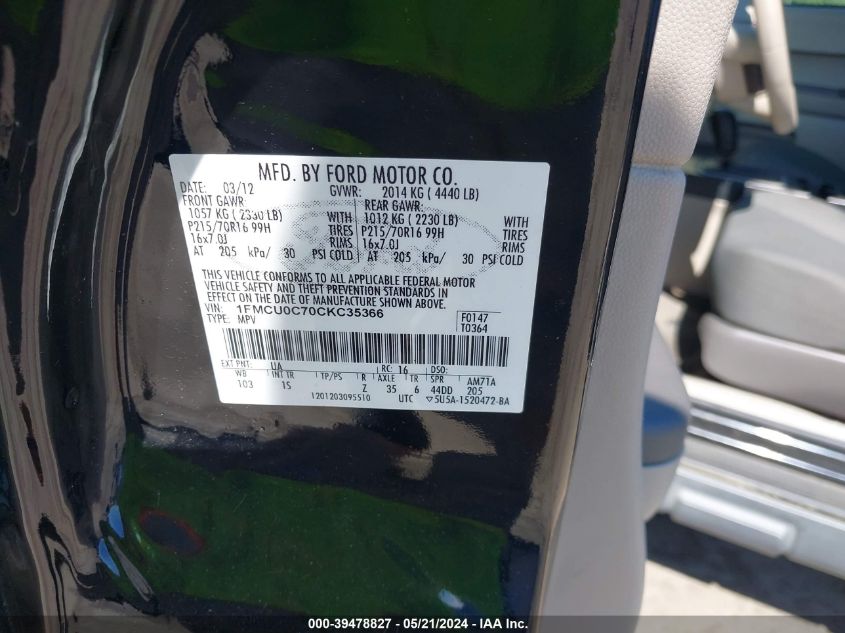 MFD. BY FORD MOTOR CO.
DATE: 03/12 GVWR: 2014 KG ( 4440 LB)
FRONT GAWR: REAR GAWR:
1057 KG ( 2330 LB) WITH 1012 KG ( 2230 LB) WITH
P215/70R16 99H TIRES P215/70R16 99H TIRES
16x7.0J RIMS 16x7.0J RIMS
AT 205 kPa/ 30 PSI COLD AT 205 kPa/ 30 PSI COLD
THIS VEHICLE CONFORMS TO ALL APPLICABLE FEDERAL MOTOR
VEHICLE SAFETY AND THEFT PREVENTION STANDARDS IN
EFFECT ON THE DATE OF MANUFACTURE SHOWN ABOVE.
VIN: 1FMCU0C70CKC35366 F0147
TYPE: MPV T0364
EXT PNT: UA RC: 16 DSO:
WB INT TR TP/PS R AXLE TR SPR AM71A
103 1S Z 35 6 44DD 205
1201203095510 UTC ▽5U5A-1520472-BA
000-39478827 - 05/21/2024 - IAAI.com